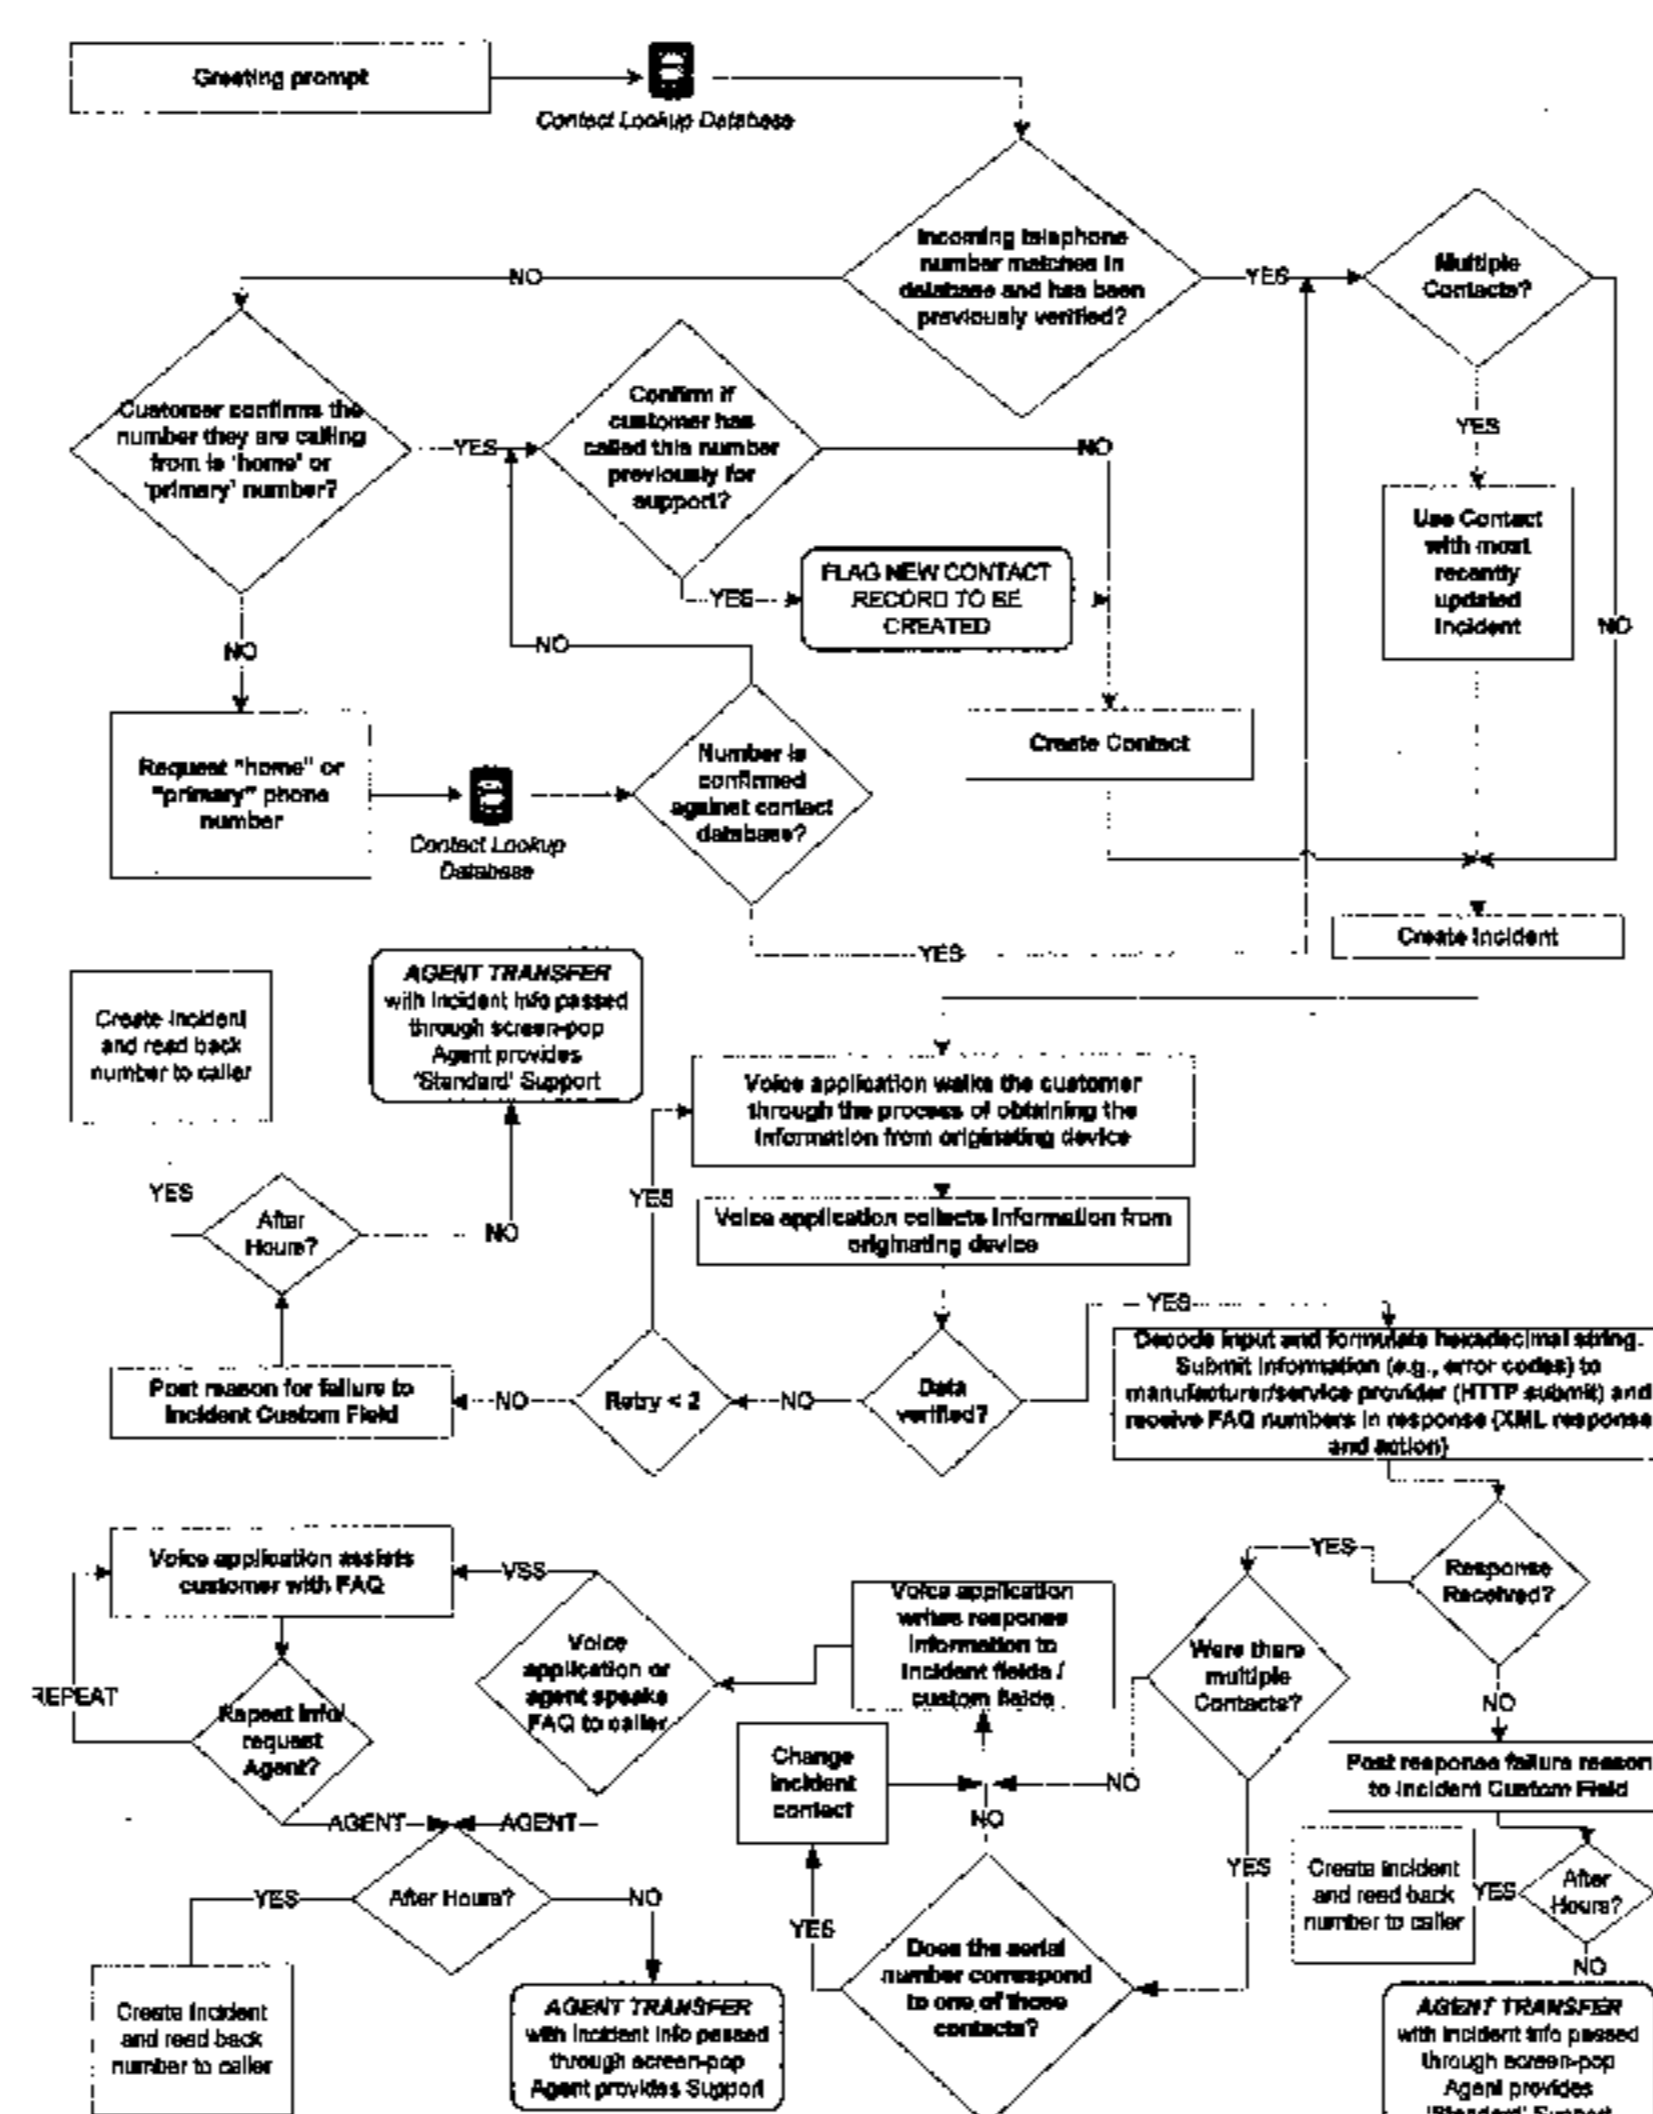 Greeting prompt
Contact Lookup Database
Incoming telephone
number matches in
database and has been
previously verified?
Multiple
Contacts?
NO
YES
Customer confirms the
number they are calling
from is 'home' or
'primary' number?
YES
Confirm if
customer has
called this number
previously for
support?
NO
YES
Use Contact
with most
recently
updated
Incident
NO
YES
FLAG NEW CONTACT
RECORD TO BE
CREATED
NO
NO
Request "home" or
"primary" phone
number
Contact Lookup
Database
Number is
confirmed
against contact
database?
Create Contact
YES
Create Incident
Create Incident
and read back
number to caller
AGENT TRANSFER
with Incident Info passed
through screen-pop
Agent provides
'Standard' Support
Voice application walks the customer
through the process of obtaining the
information from originating device
YES
After
Hours?
NO
YES
Voice application collects information from
originating device
YES
Post reason for failure to
Incident Custom Field
NO
Retry < 2
NO
Data
verified?
Decode input and formulate hexadecimal string.
Submit information (e.g., error codes) to
manufacturer/service provider (HTTP submit) and
receive FAQ numbers in response (XML response
and action)
Voice application assists
customer with FAQ
VSS
Voice
application or
agent speaks
FAQ to caller
Voice application
writes response
information to
incident fields /
custom fields
YES
Response
Received?
Were there
multiple
Contacts?
REPEAT
Repeat info/
request
Agent?
NO
Change
incident
contact
NO
NO
Post response failure reason
to Incident Custom Field
AGENT
AGENT
YES
After Hours?
NO
YES
YES
Does the serial
number correspond
to one of those
contacts?
Create Incident
and read back
number to caller
YES
After
Hours?
NO
Create Incident
and read back
number to caller
AGENT TRANSFER
with Incident Info passed
through screen-pop
Agent provides Support
AGENT TRANSFER
with Incident Info passed
through screen-pop
Agent provides
'Standard' Support